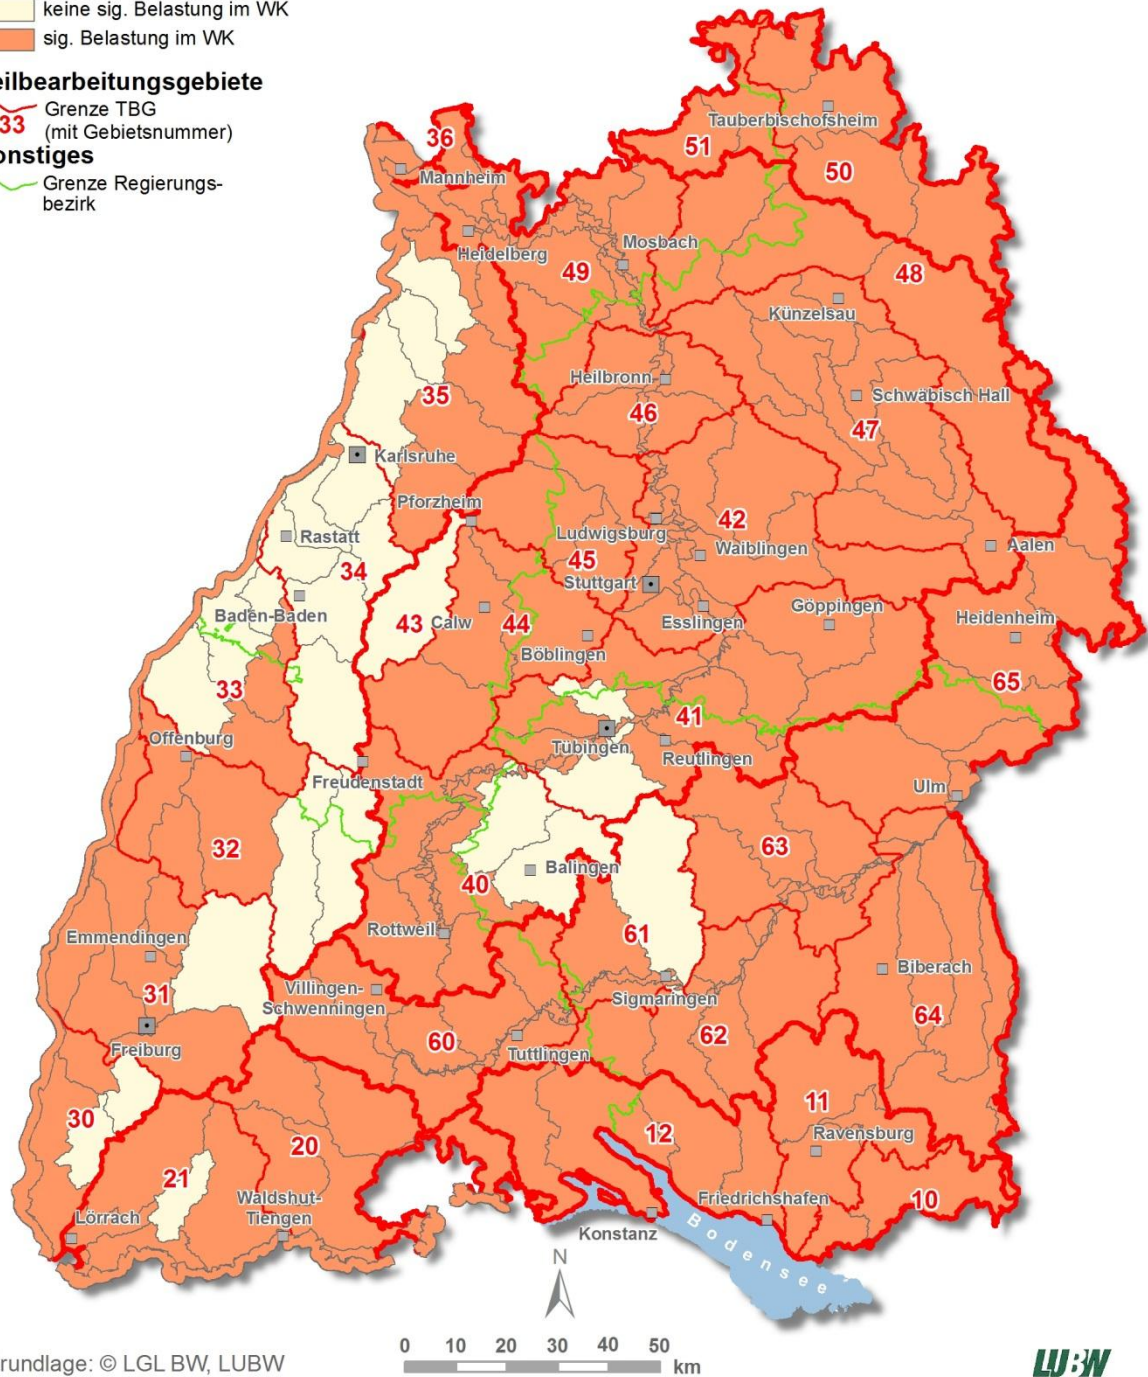 keine sig. Belastung im WK
sig. Belastung im WK
eilbearbeitungsgebiete
33 Grenze TBG
(mit Gebietsnummer)
onstiges
Grenze Regierungs-
bezirk
Tauberbischofsheim
36
51
50
Mannheim
Heidelberg
Mosbach
49
48
Künzelsau
Heilbronn
35
46
Schwäbisch Hall
47
Karlsruhe
Pforzheim
Ludwigsburg
42
Rastatt
Waiblingen
Aalen
34
45
Stuttgart
Baden-Baden
43
Calw
44
Esslingen
Göppingen
Heidenheim
Böblingen
33
65
41
Offenburg
Tübingen
Reutlingen
Freudenstadt
Ulm
32
63
Balingen
40
Emmendingen
Rottweil
61
Biberach
31
Villingen-
Schwenningen
Sigmaringen
64
Freiburg
60
Tuttlingen
62
30
11
20
12
Ravensburg
21
Waldshut-
Tiengen
Friedrichshafen
10
Lörrach
Konstanz
Bodensee
N
0 10 20 30 40 50
km
rundlage: © LGL BW, LUBW
LUBW